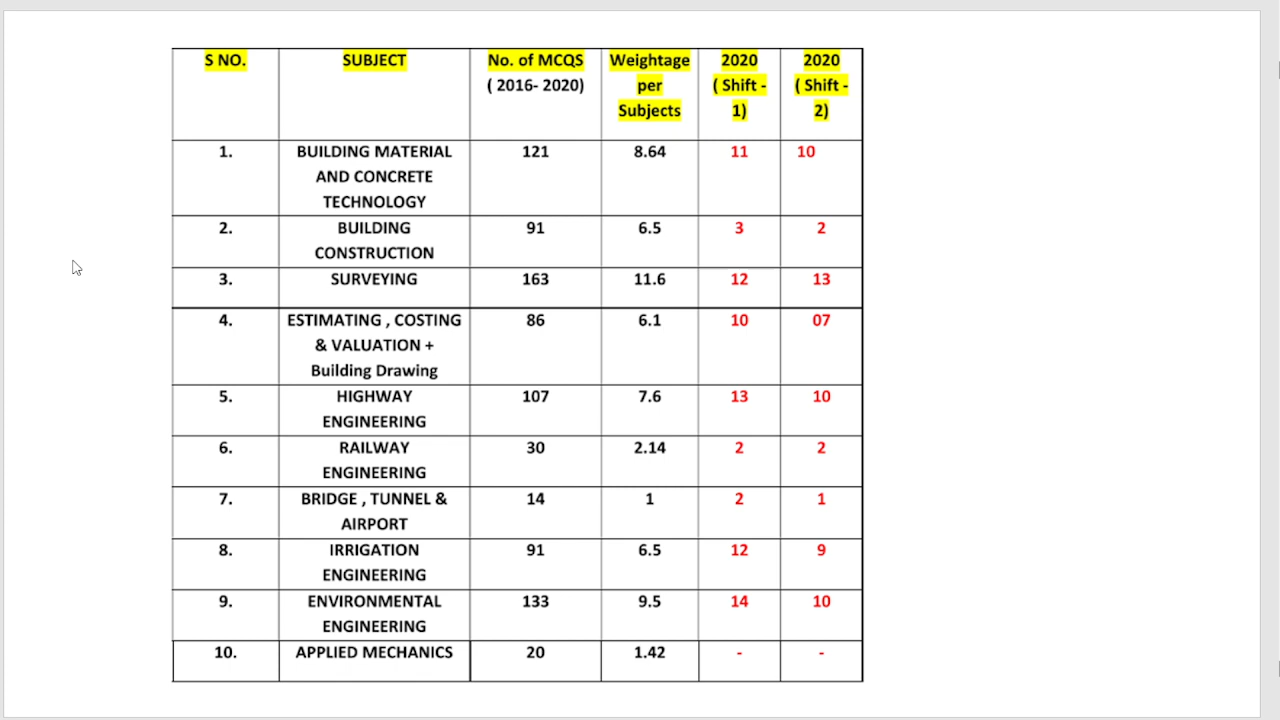 S NO. SUBJECT No. of MCQS Weightage 2020 2020
( 2016- 2020) per ( Shift - ( Shift -
Subjects 1) 2)
1. BUILDING MATERIAL 121 8.64 11 10
AND CONCRETE
TECHNOLOGY
2. BUILDING 91 6.5 3 2
CONSTRUCTION
3. SURVEYING 163 11.6 12 13
4. ESTIMATING , COSTING 86 6.1 10 07
& VALUATION +
Building Drawing
5. HIGHWAY 107 7.6 13 10
ENGINEERING
6. RAILWAY 30 2.14 2 2
ENGINEERING
7. BRIDGE , TUNNEL & 14 1 2 1
AIRPORT
8. IRRIGATION 91 6.5 12 9
ENGINEERING
9. ENVIRONMENTAL 133 9.5 14 10
ENGINEERING
10. APPLIED MECHANICS 20 1.42 - -